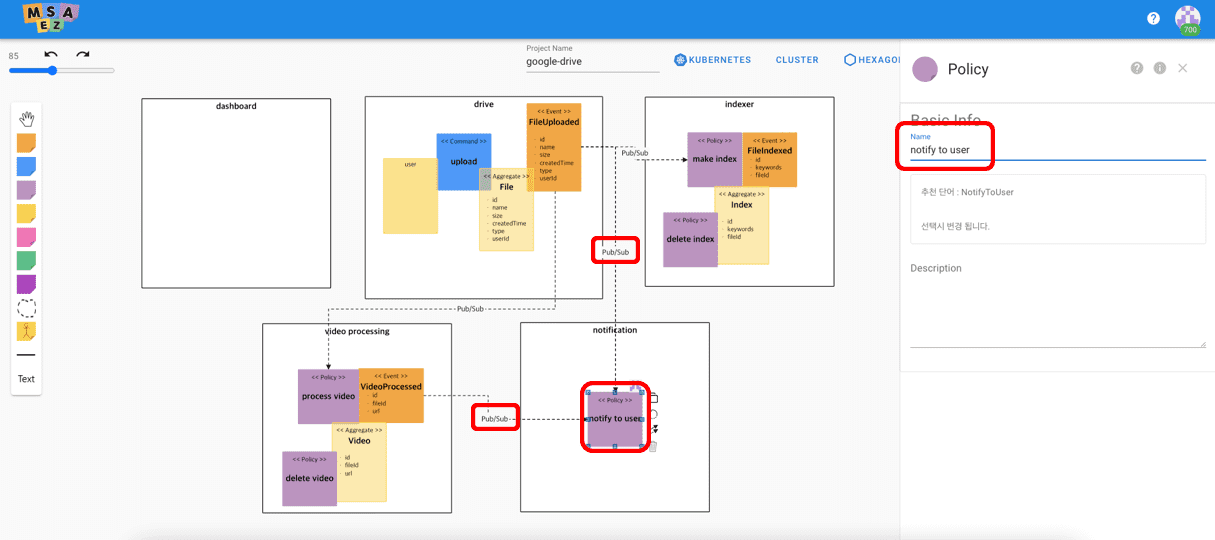 MSA
EZ
700
85
Project Name
google-drive
KUBERNETES
CLUSTER
Policy
Basic Info
Name
notify to user
추천 단어 : NotifyToUser
선택시 변경 됩니다.
Description
Text
dashboard
drive
user
<< Command >>
upload
<< Aggregate >>
File
· id
· name
· size
· createdTime
· type
· userId
<< Event >>
FileUploaded
· id
· name
· size
· createdTime
· type
· userId
Pub/Sub
indexer
<< Policy >>
make index
<< Event >>
FileIndexed
· id
· keywords
· fileId
<< Aggregate >>
Index
· id
· keywords
· fileId
<< Policy >>
delete index
Pub/Sub
Pub/Sub
video processing
<< Policy >>
process video
<< Event >>
VideoProcessed
· id
· fileId
· url
<< Aggregate >>
Video
· id
· fileId
· url
<< Policy >>
delete video
Pub/Sub
notification
<< Policy >>
notify to user